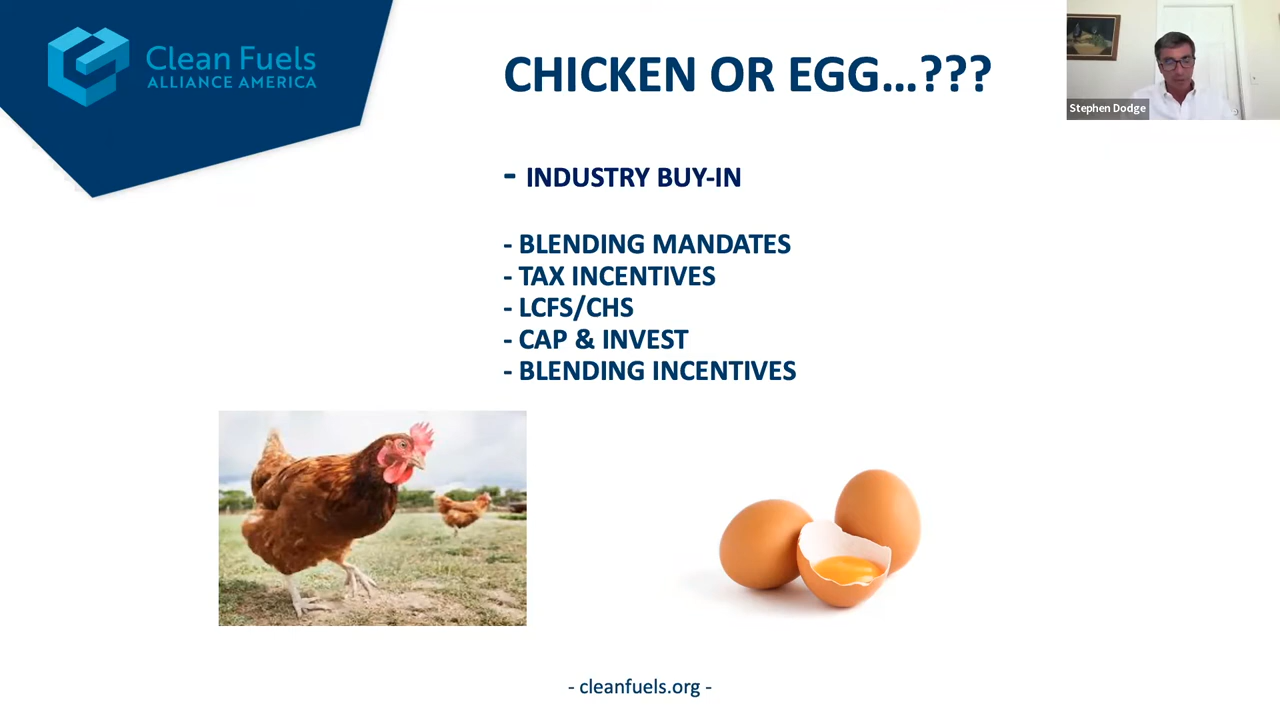 Clean Fuels
ALLIANCE AMERICA
CHICKEN OR EGG...???
Stephen Dodge
- INDUSTRY BUY-IN
- BLENDING MANDATES
- TAX INCENTIVES
- LCFS/CHS
- CAP & INVEST
- BLENDING INCENTIVES
- cleanfuels.org -